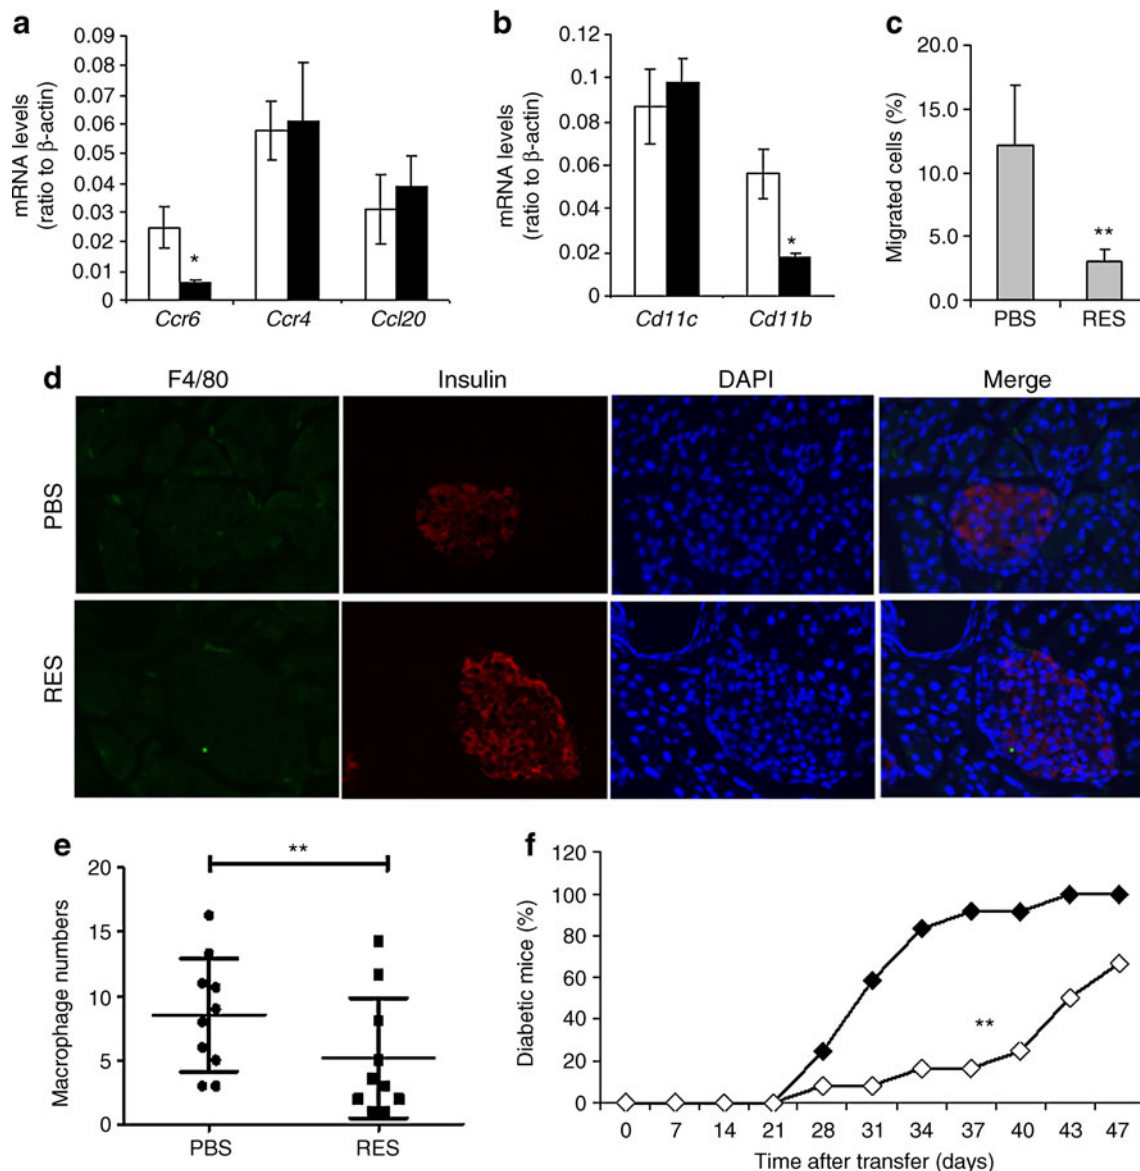 a
0.09
0.08
0.07
0.06
0.05
0.04
0.03
0.02
0.01
0
mRNA levels
(ratio to β-actin)
*
Ccr6 Ccr4 Ccl20
b
0.12
0.1
0.08
0.06
0.04
0.02
0
mRNA levels
(ratio to β-actin)
*
Cd11c Cd11b
c
20.0
15.0
10.0
5.0
0.0
Migrated cells (%)
**
PBS RES
d
F4/80 Insulin DAPI Merge
PBS
RES
e
20
15
10
5
0
Macrophage numbers
**
PBS RES
f
120
100
80
60
40
20
0
Diabetic mice (%)
**
0 7 14 21 28 31 34 37 40 43 47
Time after transfer (days)